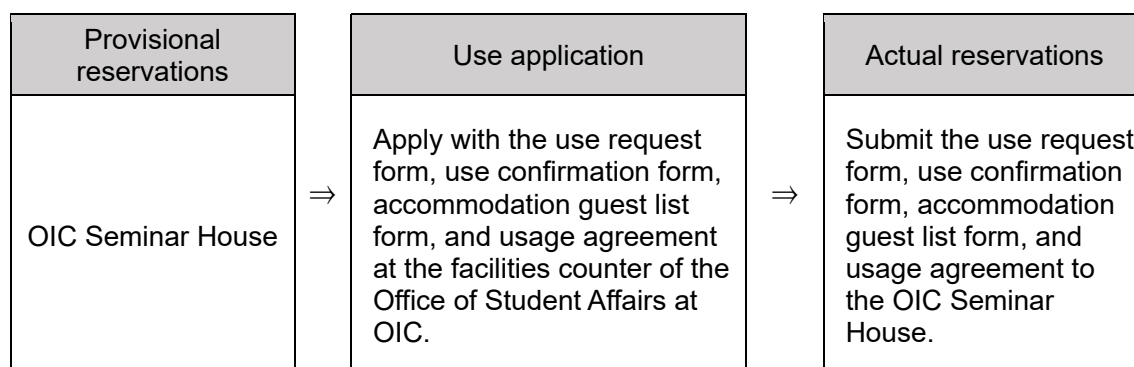 Provisional
reservations
OIC Seminar House
⇒
Use application
Apply with the use request
form, use confirmation form,
accommodation guest list
form, and usage agreement
at the facilities counter of the
Office of Student Affairs at
OIC.
⇒
Actual reservations
Submit the use request
form, use confirmation
form, accommodation
guest list form, and
usage agreement to
the OIC Seminar
House.